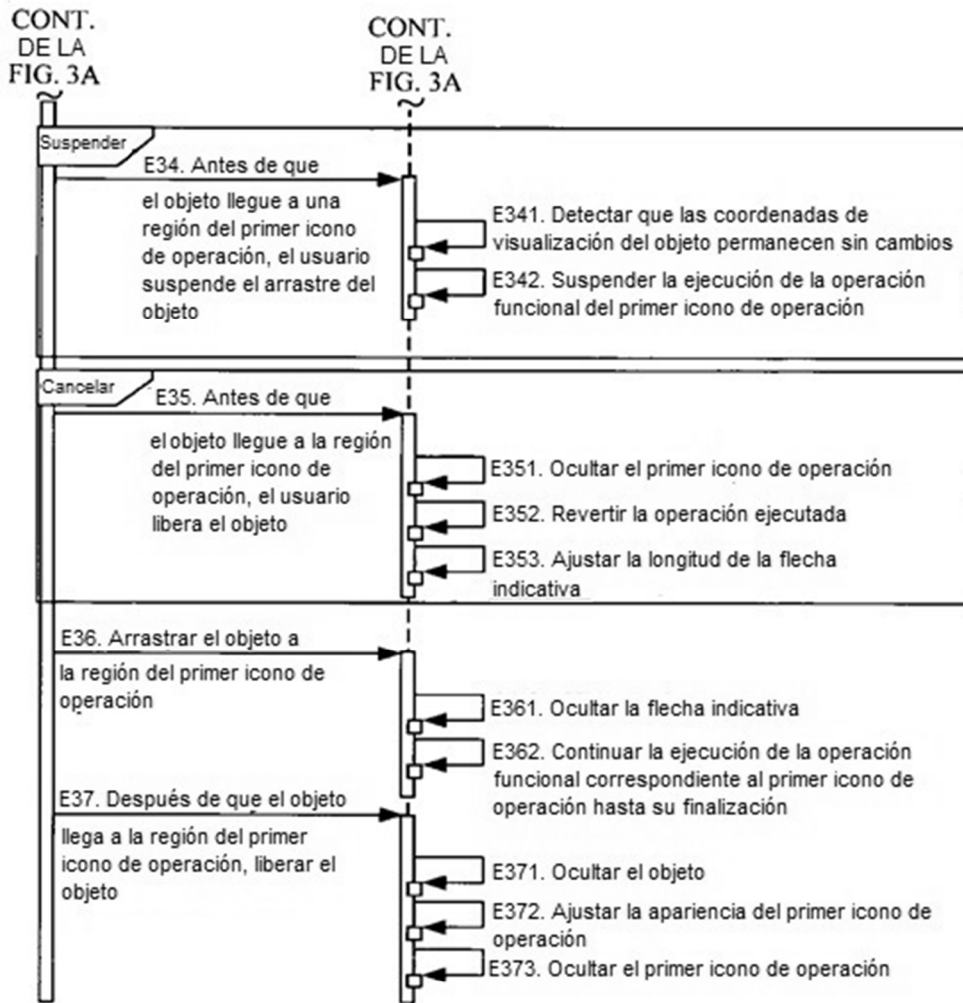 CONT.
DE LA
FIG. 3A
CONT.
DE LA
FIG. 3A
Suspender
E34. Antes de que
el objeto llegue a una
región del primer icono
de operación, el usuario
suspende el arrastre del
objeto
E341. Detectar que las coordenadas de
visualización del objeto permanecen sin cambios
E342. Suspender la ejecución de la operación
funcional del primer icono de operación
Cancelar
E35. Antes de que
el objeto llegue a la región
del primer icono de
operación, el usuario
libera el objeto
E351. Ocultar el primer icono de operación
E352. Revertir la operación ejecutada
E353. Ajustar la longitud de la flecha
indicativa
E36. Arrastrar el objeto a
la región del primer icono de
operación
E361. Ocultar la flecha indicativa
E362. Continuar la ejecución de la operación
funcional correspondiente al primer icono de
operación hasta su finalización
E37. Después de que el objeto
llega a la región del primer
icono de operación, liberar el
objeto
E371. Ocultar el objeto
E372. Ajustar la apariencia del primer icono de
operación
E373. Ocultar el primer icono de operación